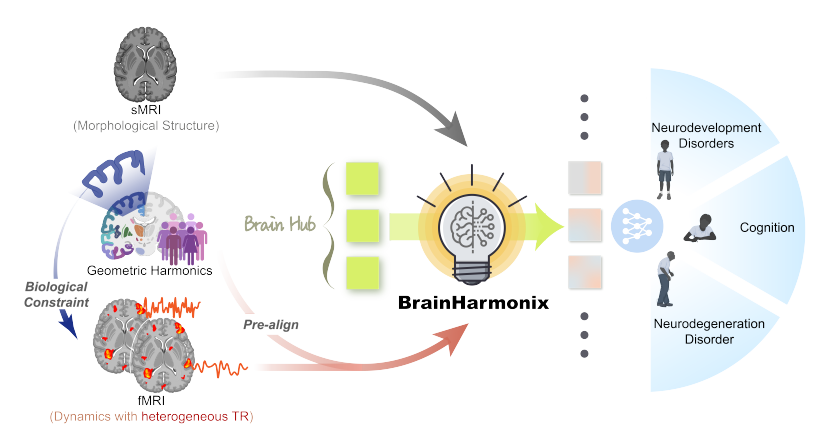 sMRI
(Morphological Structure)
Geometric Harmonics
Biological
Constraint
fMRI
(Dynamics with heterogeneous TR)
Pre-align
Brain Hub
BrainHarmonix
Neurodevelopment
Disorders
Cognition
Neurodegeneration
Disorder